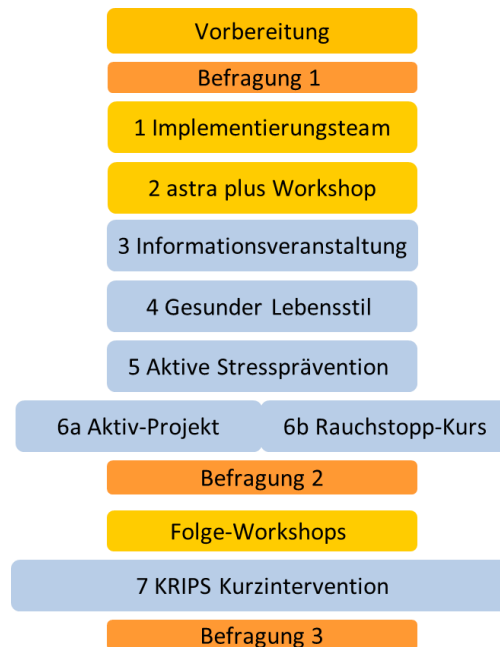 Vorbereitung
Befragung 1
1 Implementierungsteam
2 astra plus Workshop
3 Informationsveranstaltung
4 Gesunder Lebensstil
5 Aktive Stressprävention
6a Aktiv-Projekt
6b Rauchstopp-Kurs
Befragung 2
Folge-Workshops
7 KRIPS Kurzintervention
Befragung 3